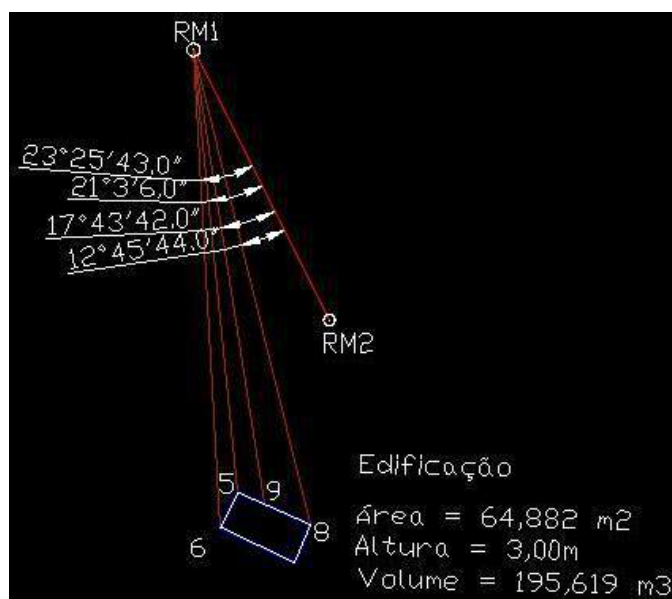 RM1
23°25'43,0"
21°3'6,0"
17°43'42,0"
12°45'44,0"
RM2
5
9
6
8
Edificação
Área = 64,882 m2
Altura = 3,00m
Volume = 195,619 m3